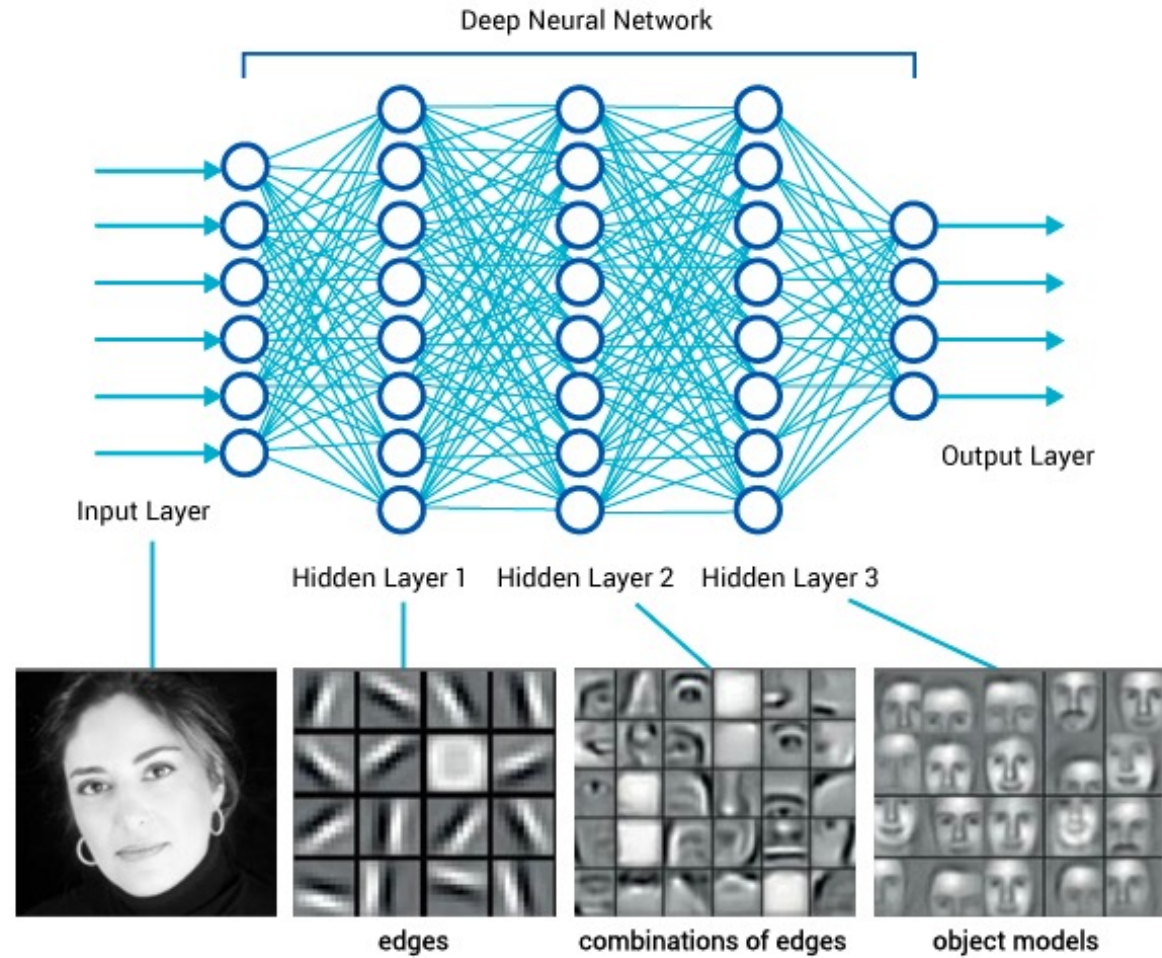 Deep Neural Network
Input Layer
Output Layer
Hidden Layer 1
Hidden Layer 2
Hidden Layer 3
edges
combinations of edges
object models